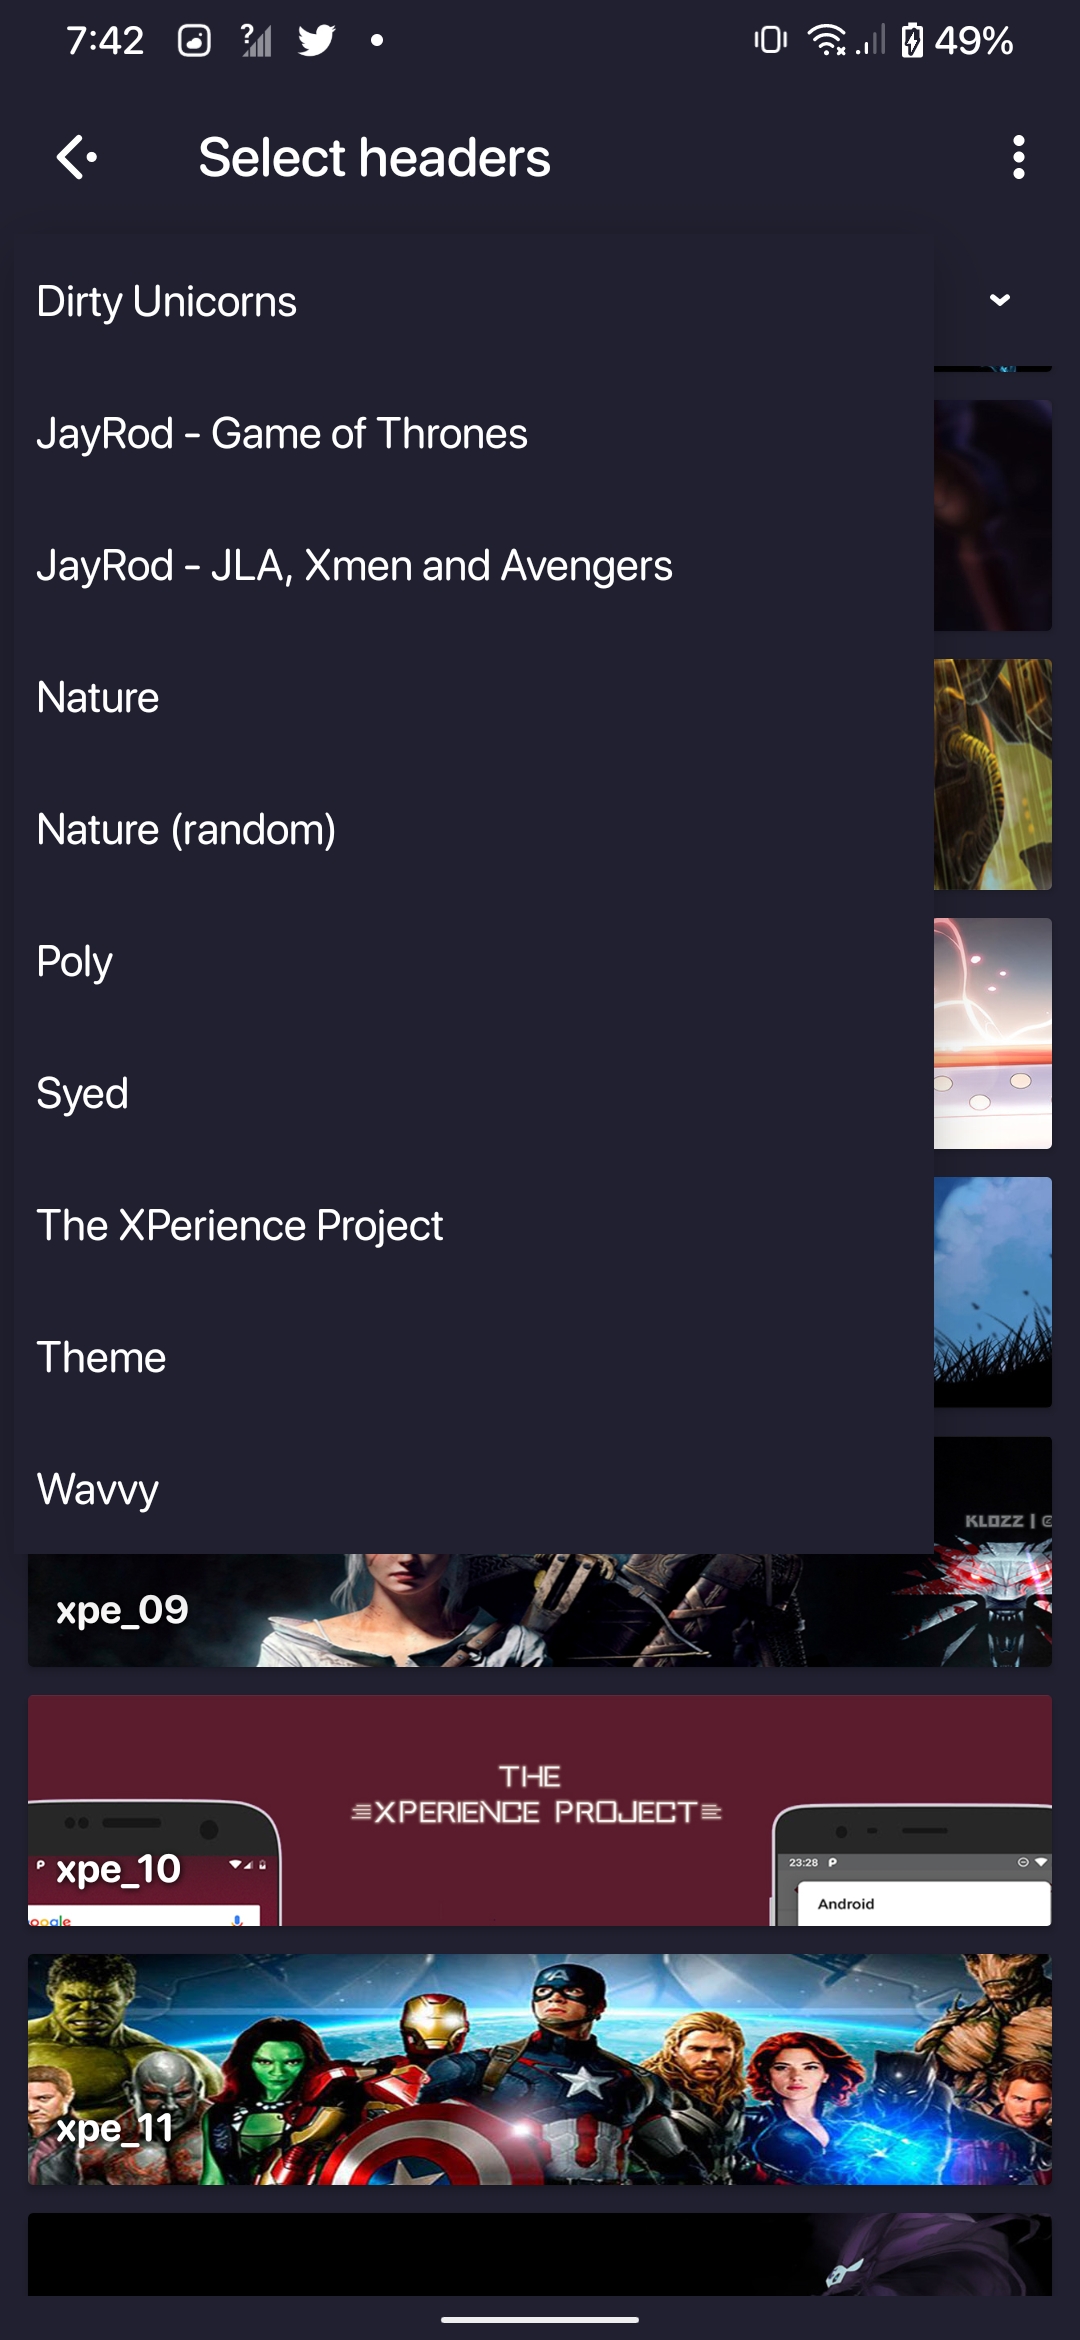 7:42 ? 49%
Select headers
Dirty Unicorns
JayRod - Game of Thrones
JayRod - JLA, Xmen and Avengers
Nature
Nature (random)
Poly
Syed
The XPerience Project
Theme
Wavvy
KLOZZ |
xpe_09
THE
XPERIENCE PROJECT
23:28 P
P xpe_10
Android
oogle
xpe_11